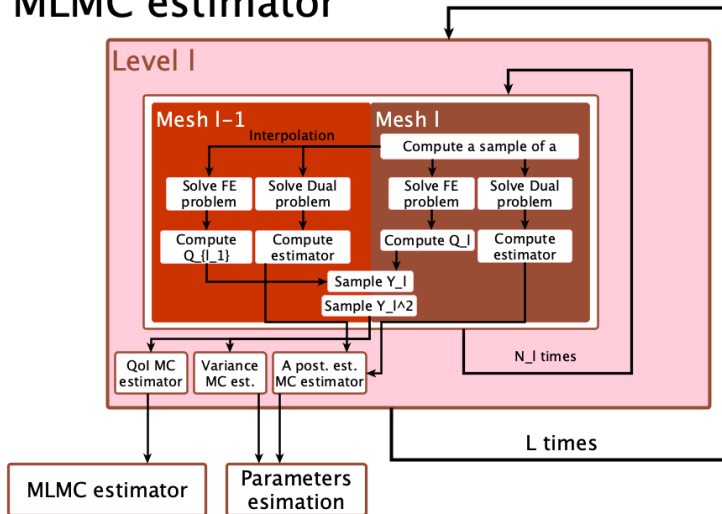 MLMC estimator
Level l
Mesh l-1
Mesh l
Interpolation
Compute a sample of a
Solve FE
problem
Solve Dual
problem
Solve FE
problem
Solve Dual
problem
Compute
Q_{l_1}
Compute
estimator
Compute Q_l
Compute
estimator
Sample Y_l
Sample Y_l^2
N_l times
QoI MC
estimator
Variance
MC est.
A post. est.
MC estimator
L times
MLMC estimator
Parameters
esimation